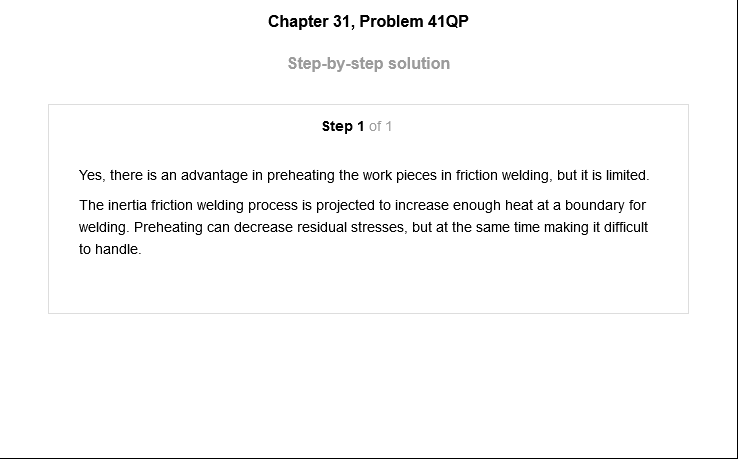 Chapter 31, Problem 41QP
Step-by-step solution
Step 1 of 1
Yes, there is an advantage in preheating the work pieces in friction welding, but it is limited.
The inertia friction welding process is projected to increase enough heat at a boundary for
welding. Preheating can decrease residual stresses, but at the same time making it difficult
to handle.